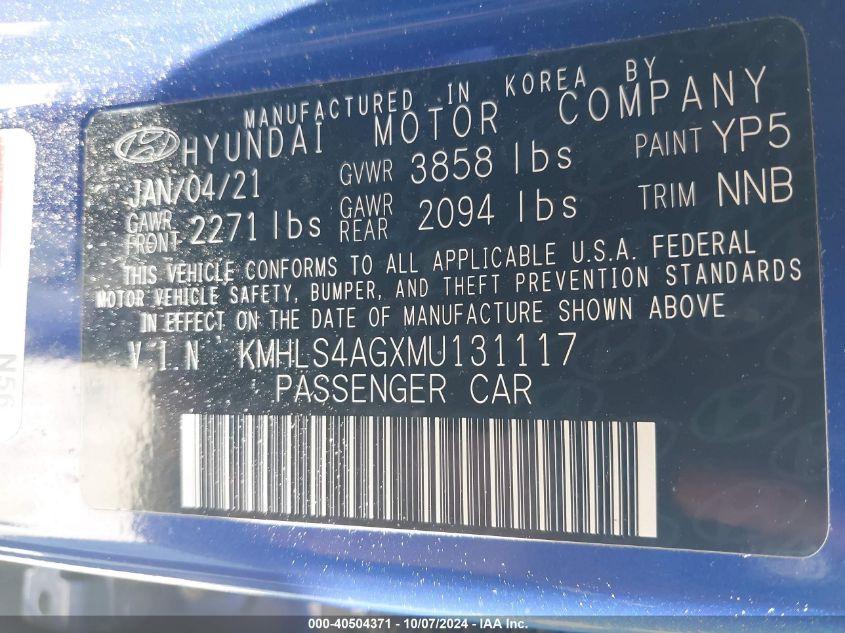 MANUFACTURED IN KOREA BY
HYUNDAI MOTOR COMPANY
JAN/04/21 GVWR 3858 lbs PAINT YP5
GAWR FRONT 2271 lbs GAWR REAR 2094 lbs TRIM NNB
THIS VEHICLE CONFORMS TO ALL APPLICABLE U.S.A. FEDERAL
MOTOR VEHICLE SAFETY, BUMPER, AND THEFT PREVENTION STANDARDS
IN EFFECT ON THE DATE OF MANUFACTURE SHOWN ABOVE
VIN KMHLS4AGXMU131117
PASSENGER CAR
N56
000-40504371 - 10/07/2024 - IAA Inc.